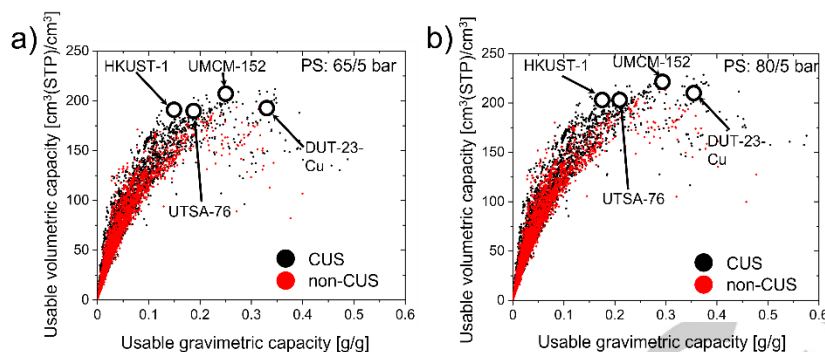 a)
Usable volumetric capacity [cm³(STP)/cm³]
250
200
150
100
50
0
HKUST-1
UMCM-152
PS: 65/5 bar
DUT-23-
Cu
UTSA-76
CUS
non-CUS
0.0 0.1 0.2 0.3 0.4 0.5 0.6
Usable gravimetric capacity [g/g]
b)
Usable volumetric capacity [cm³(STP)/cm³]
250
200
150
100
50
0
UMCM-152
HKUST-1
PS: 80/5 bar
DUT-23-
Cu
UTSA-76
CUS
non-CUS
0.0 0.1 0.2 0.3 0.4 0.5 0.6
Usable gravimetric capacity [g/g]